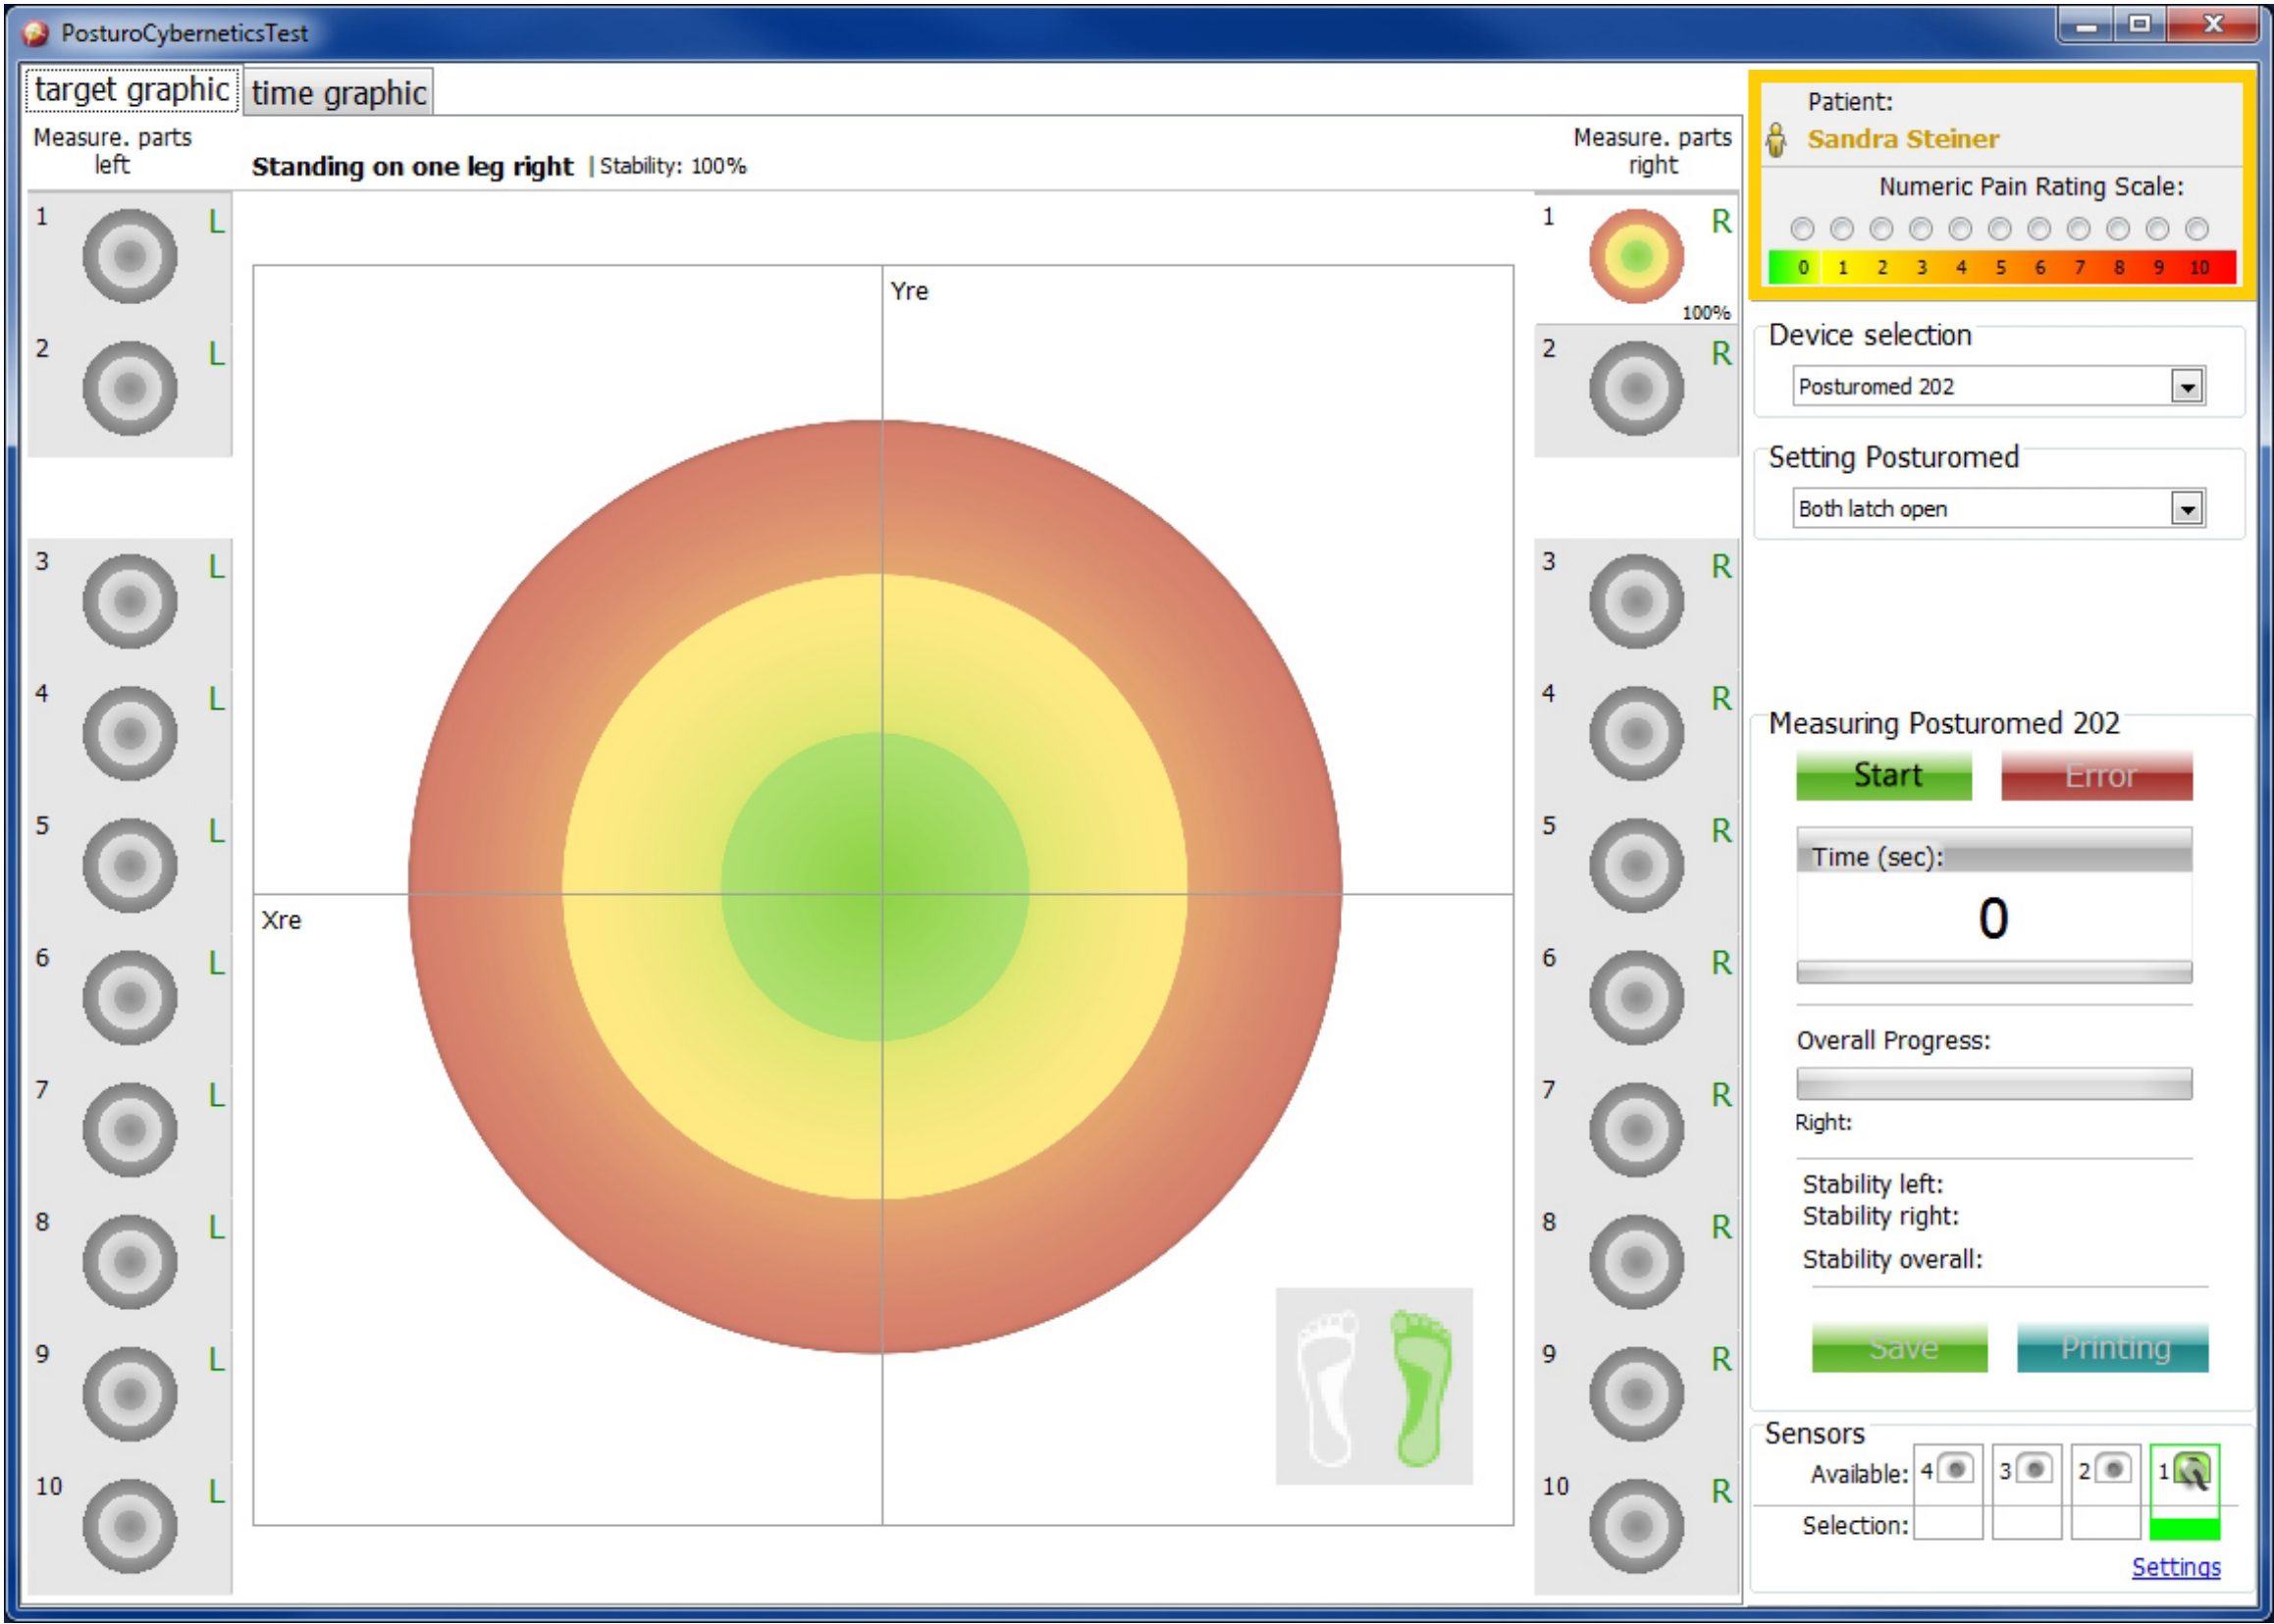 PosturoCyberneticsTest
target graphic
time graphic
Measure. parts
left
Standing on one leg right | Stability: 100%
Measure. parts
right
1 L
2 L
3 L
4 L
5 L
6 L
7 L
8 L
9 L
10 L
Yre
Xre
1 R
100%
2 R
3 R
4 R
5 R
6 R
7 R
8 R
9 R
10 R
Patient:
Sandra Steiner
Numeric Pain Rating Scale:
0 1 2 3 4 5 6 7 8 9 10
Device selection
Posturomed 202
Setting Posturomed
Both latch open
Measuring Posturomed 202
Start Error
Time (sec):
0
Overall Progress:
Right:
Stability left:
Stability right:
Stability overall:
Save Printing
Sensors
Available: 4 3 2 1
Selection:
Settings